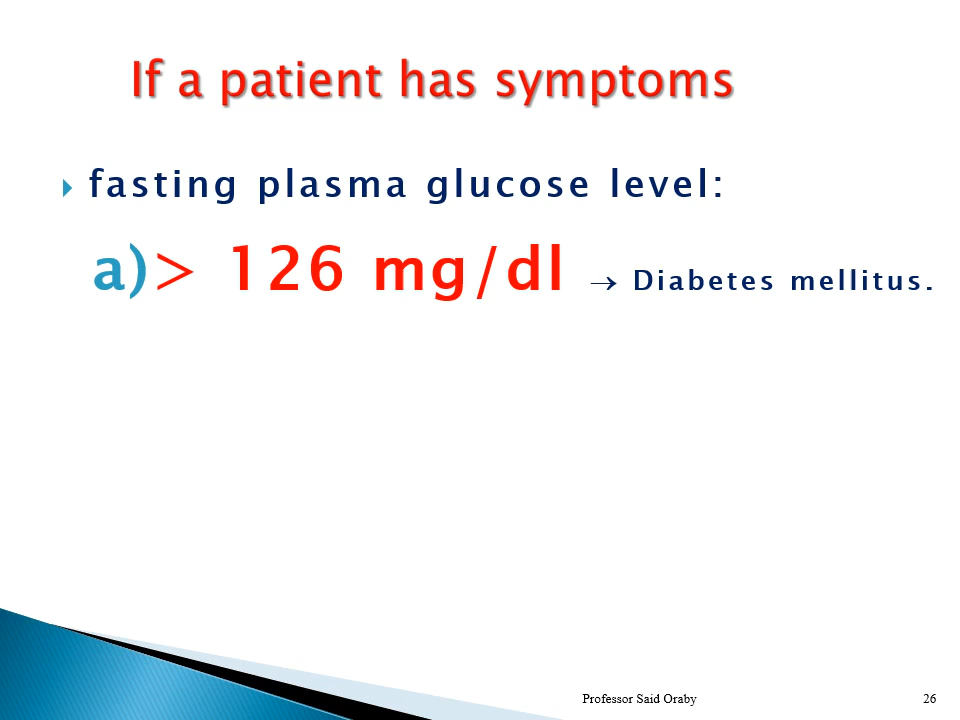 If a patient has symptoms
fasting plasma glucose level:
a)> 126 mg/dl → Diabetes mellitus.
Professor Said Oraby 26